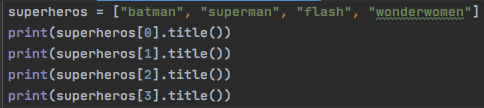 superheros = ["batman", "superman", "flash", "wonderwomen"]
print(superheros[0].title())
print(superheros[1].title())
print(superheros[2].title())
print(superheros[3].title())